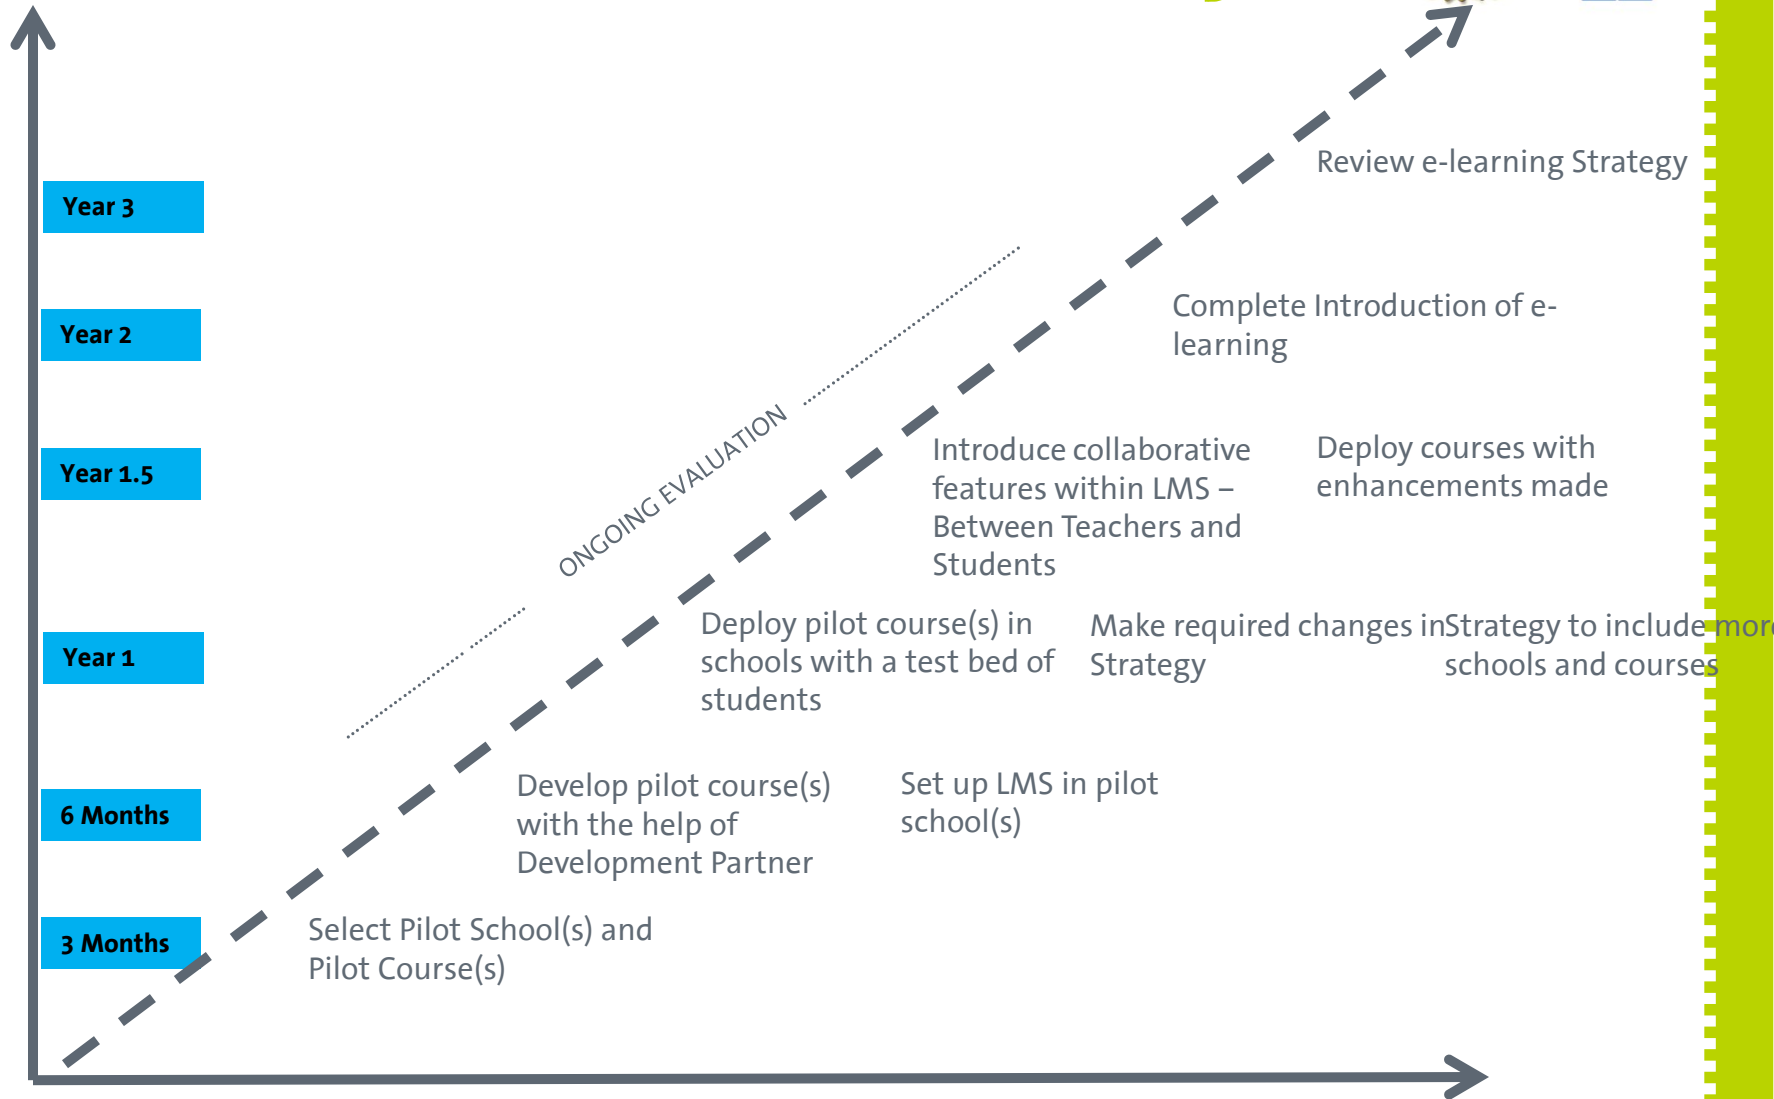 Review e-learning Strategy
Year 3
Complete Introduction of e-
learning
Year 2
ONGOING EVALUATION
Introduce collaborative
features within LMS –
Between Teachers and
Students
Deploy courses with
enhancements made
Year 1.5
Deploy pilot course(s) in
schools with a test bed of
students
Make required changes in
Strategy
Strategy to include more
schools and courses
Year 1
Develop pilot course(s)
with the help of
Development Partner
Set up LMS in pilot
school(s)
6 Months
Select Pilot School(s) and
Pilot Course(s)
3 Months